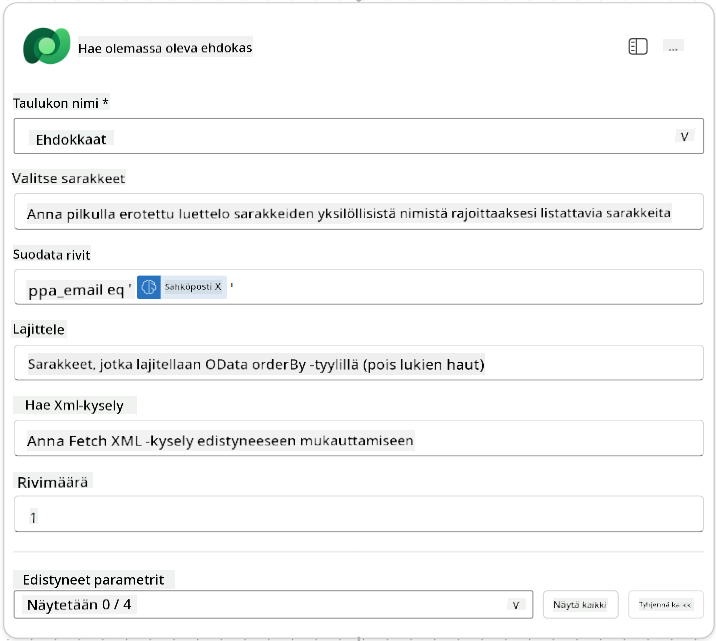 Hae olemassa oleva ehdokas
...
Taulukon nimi *
Ehdokkaat
V
Valitse sarakkeet
Anna pilkulla erotettu luettelo sarakkeiden yksilöllisistä nimistä rajoittaaksesi listattavia sarakkeita
Suodata rivit
ppa_email eq ' Sähköposti X '
Lajittele
Sarakkeet, jotka lajitellaan OData orderBy -tyylillä (pois lukien haut)
Hae Xml-kysely
Anna Fetch XML -kysely edistyneeseen mukauttamiseen
Rivimäärä
1
Edistyneet parametrit
Näytetään 0 / 4 V Näytä kaikki Tyhjennä